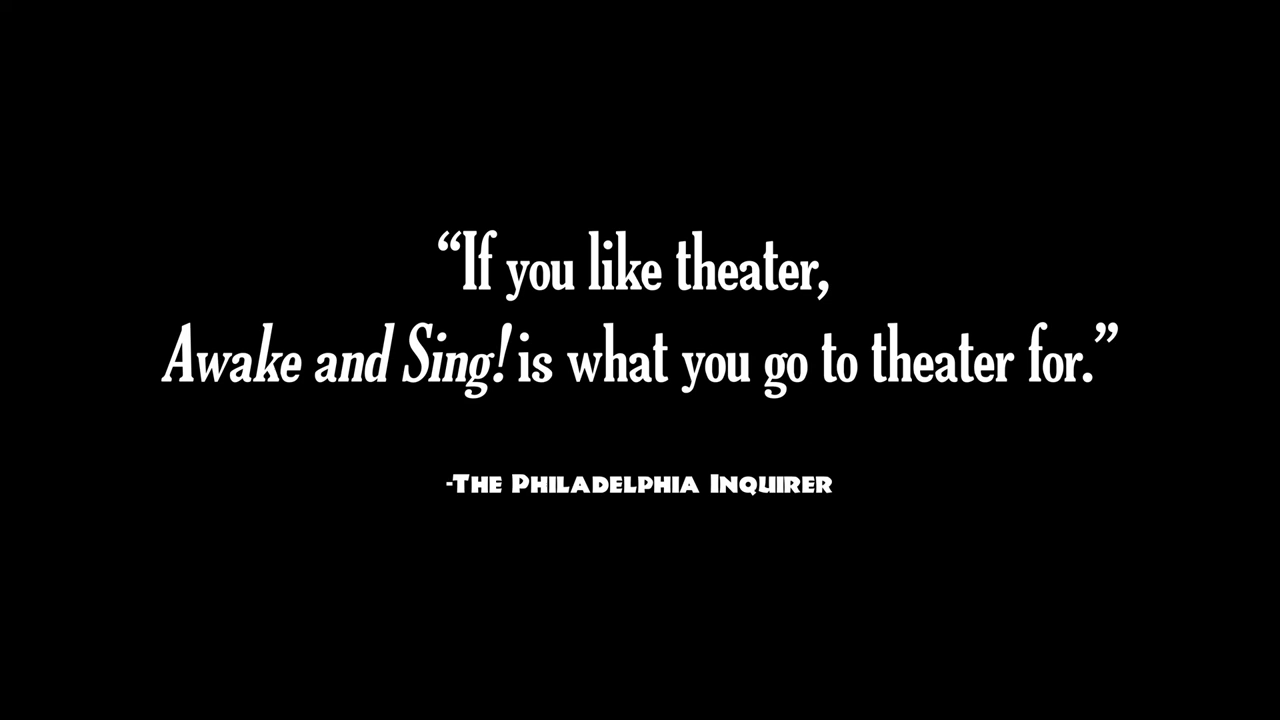 “If you like theater,
Awake and Sing! is what you go to theater for.”
-The Philadelphia Inquirer